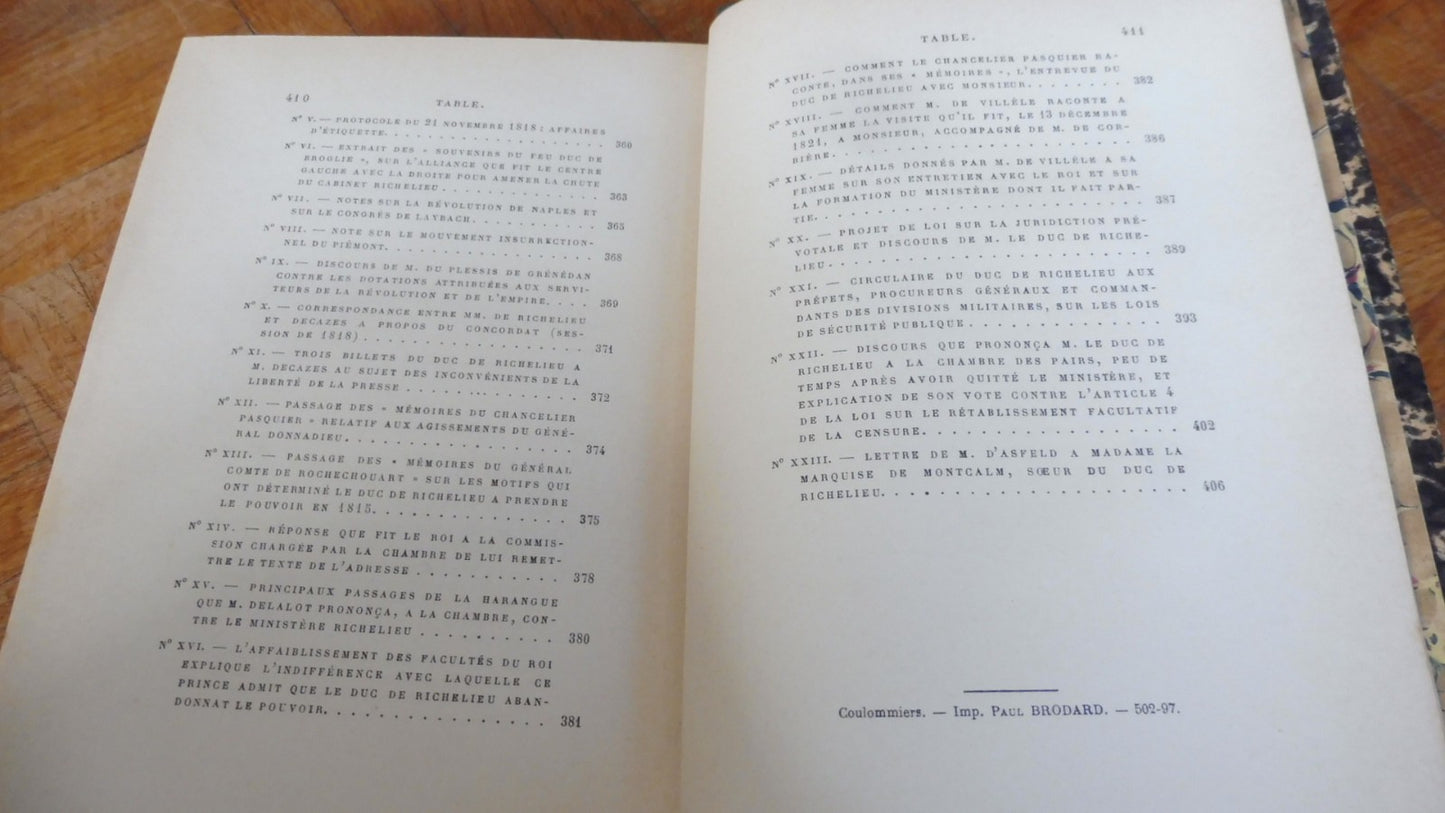 410 TABLE.
N° V. — PROTOCOLE DU 21 NOVEMBRE 1818 : AFFAIRES
D'ÉTIQUETTE. . . . . . . . . . . . . . . . . . . . 360
N° VI. — EXTRAIT DES « SOUVENIRS DU FEU DUC DE
BROGLIE », SUR L'ALLIANCE QUE FIT LE CENTRE
GAUCHE AVEC LA DROITE POUR AMENER LA CHUTE
DU CABINET RICHELIEU . . . . . . . . . . . . . . 363
N° VII. — NOTES SUR LA RÉVOLUTION DE NAPLES ET
SUR LE CONGRÈS DE LAYBACH. . . . . . . . . . . . 365
N° VIII. — NOTE SUR LE MOUVEMENT INSURRECTION-
NEL DU PIÉMONT. . . . . . . . . . . . . . . . . . 368
N° IX. — DISCOURS DE M. DU PLESSIS DE GRÉNÉDAN
CONTRE LES DOTATIONS ATTRIBUÉES AUX SERVI-
TEURS DE LA RÉVOLUTION ET DE L'EMPIRE. . . . 369
N° X. — CORRESPONDANCE ENTRE MM. DE RICHELIEU
ET DECAZES A PROPOS DU CONCORDAT (SES-
SION DE 1818) . . . . . . . . . . . . . . . . . . 371
N° XI. — TROIS BILLETS DU DUC DE RICHELIEU A
M. DECAZES AU SUJET DES INCONVÉNIENTS DE LA
LIBERTÉ DE LA PRESSE . . . . . . . . . . . . . . 372
N° XII. — PASSAGE DES « MÉMOIRES DU CHANCELIER
PASQUIER » RELATIF AUX AGISSEMENTS DU GÉNÉ-
RAL DONNADIEU. . . . . . . . . . . . . . . . . . 374
N° XIII. — PASSAGE DES « MÉMOIRES DU GÉNÉRAL
COMTE DE ROCHECHOUART » SUR LES MOTIFS QUI
ONT DÉTERMINÉ LE DUC DE RICHELIEU A PRENDRE
LE POUVOIR EN 1815. . . . . . . . . . . . . . . . 375
N° XIV. — RÉPONSE QUE FIT LE ROI A LA COMMIS-
SION CHARGÉE PAR LA CHAMBRE DE LUI REMET-
TRE LE TEXTE DE L'ADRESSE . . . . . . . . . . . 378
N° XV. — PRINCIPAUX PASSAGES DE LA HARANGUE
QUE M. DELALOT PRONONÇA, A LA CHAMBRE, CON-
TRE LE MINISTÈRE RICHELIEU . . . . . . . . . . 380
N° XVI. — L'AFFAIBLISSEMENT DES FACULTÉS DU ROI
EXPLIQUE L'INDIFFÉRENCE AVEC LAQUELLE CE
PRINCE ADMIT QUE LE DUC DE RICHELIEU ABAN-
DONNAT LE POUVOIR. . . . . . . . . . . . . . . . 381
TABLE. 411
N° XVII. — COMMENT LE CHANCELIER PASQUIER RA-
CONTE, DANS SES « MÉMOIRES », L'ENTREVUE DU
DUC DE RICHELIEU AVEC MONSIEUR. . . . . . . . . 382
N° XVIII. — COMMENT M. DE VILLÈLE RACONTE A
SA FEMME LA VISITE QU'IL FIT, LE 13 DÉCEMBRE
1821, A MONSIEUR, ACCOMPAGNÉ DE M. DE COR-
BIÈRE. . . . . . . . . . . . . . . . . . . . . . . 386
N° XIX. — DÉTAILS DONNÉS PAR M. DE VILLÈLE A SA
FEMME SUR SON ENTRETIEN AVEC LE ROI ET SUR
LA FORMATION DU MINISTÈRE DONT IL FAIT PAR-
TIE. . . . . . . . . . . . . . . . . . . . . . . . 387
N° XX. — PROJET DE LOI SUR LA JURIDICTION PRÉ-
VOTALE ET DISCOURS DE M. LE DUC DE RICHE-
LIEU. . . . . . . . . . . . . . . . . . . . . . . 389
N° XXI. — CIRCULAIRE DU DUC DE RICHELIEU AUX
PRÉFETS, PROCUREURS GÉNÉRAUX ET COMMAN-
DANTS DES DIVISIONS MILITAIRES, SUR LES LOIS
DE SÉCURITÉ PUBLIQUE . . . . . . . . . . . . . . 393
N° XXII. — DISCOURS QUE PRONONÇA M. LE DUC DE
RICHELIEU A LA CHAMBRE DES PAIRS, PEU DE
TEMPS APRÈS AVOIR QUITTÉ LE MINISTÈRE, ET
EXPLICATION DE SON VOTE CONTRE L'ARTICLE 4
DE LA LOI SUR LE RÉTABLISSEMENT FACULTATIF
DE LA CENSURE. . . . . . . . . . . . . . . . . . 402
N° XXIII. — LETTRE DE M. D'ASFELD A MADAME LA
MARQUISE DE MONTCALM, SŒUR DU DUC DE
RICHELIEU. . . . . . . . . . . . . . . . . . . . 406
Coulommiers. — Imp. PAUL BRODARD. — 502-97.